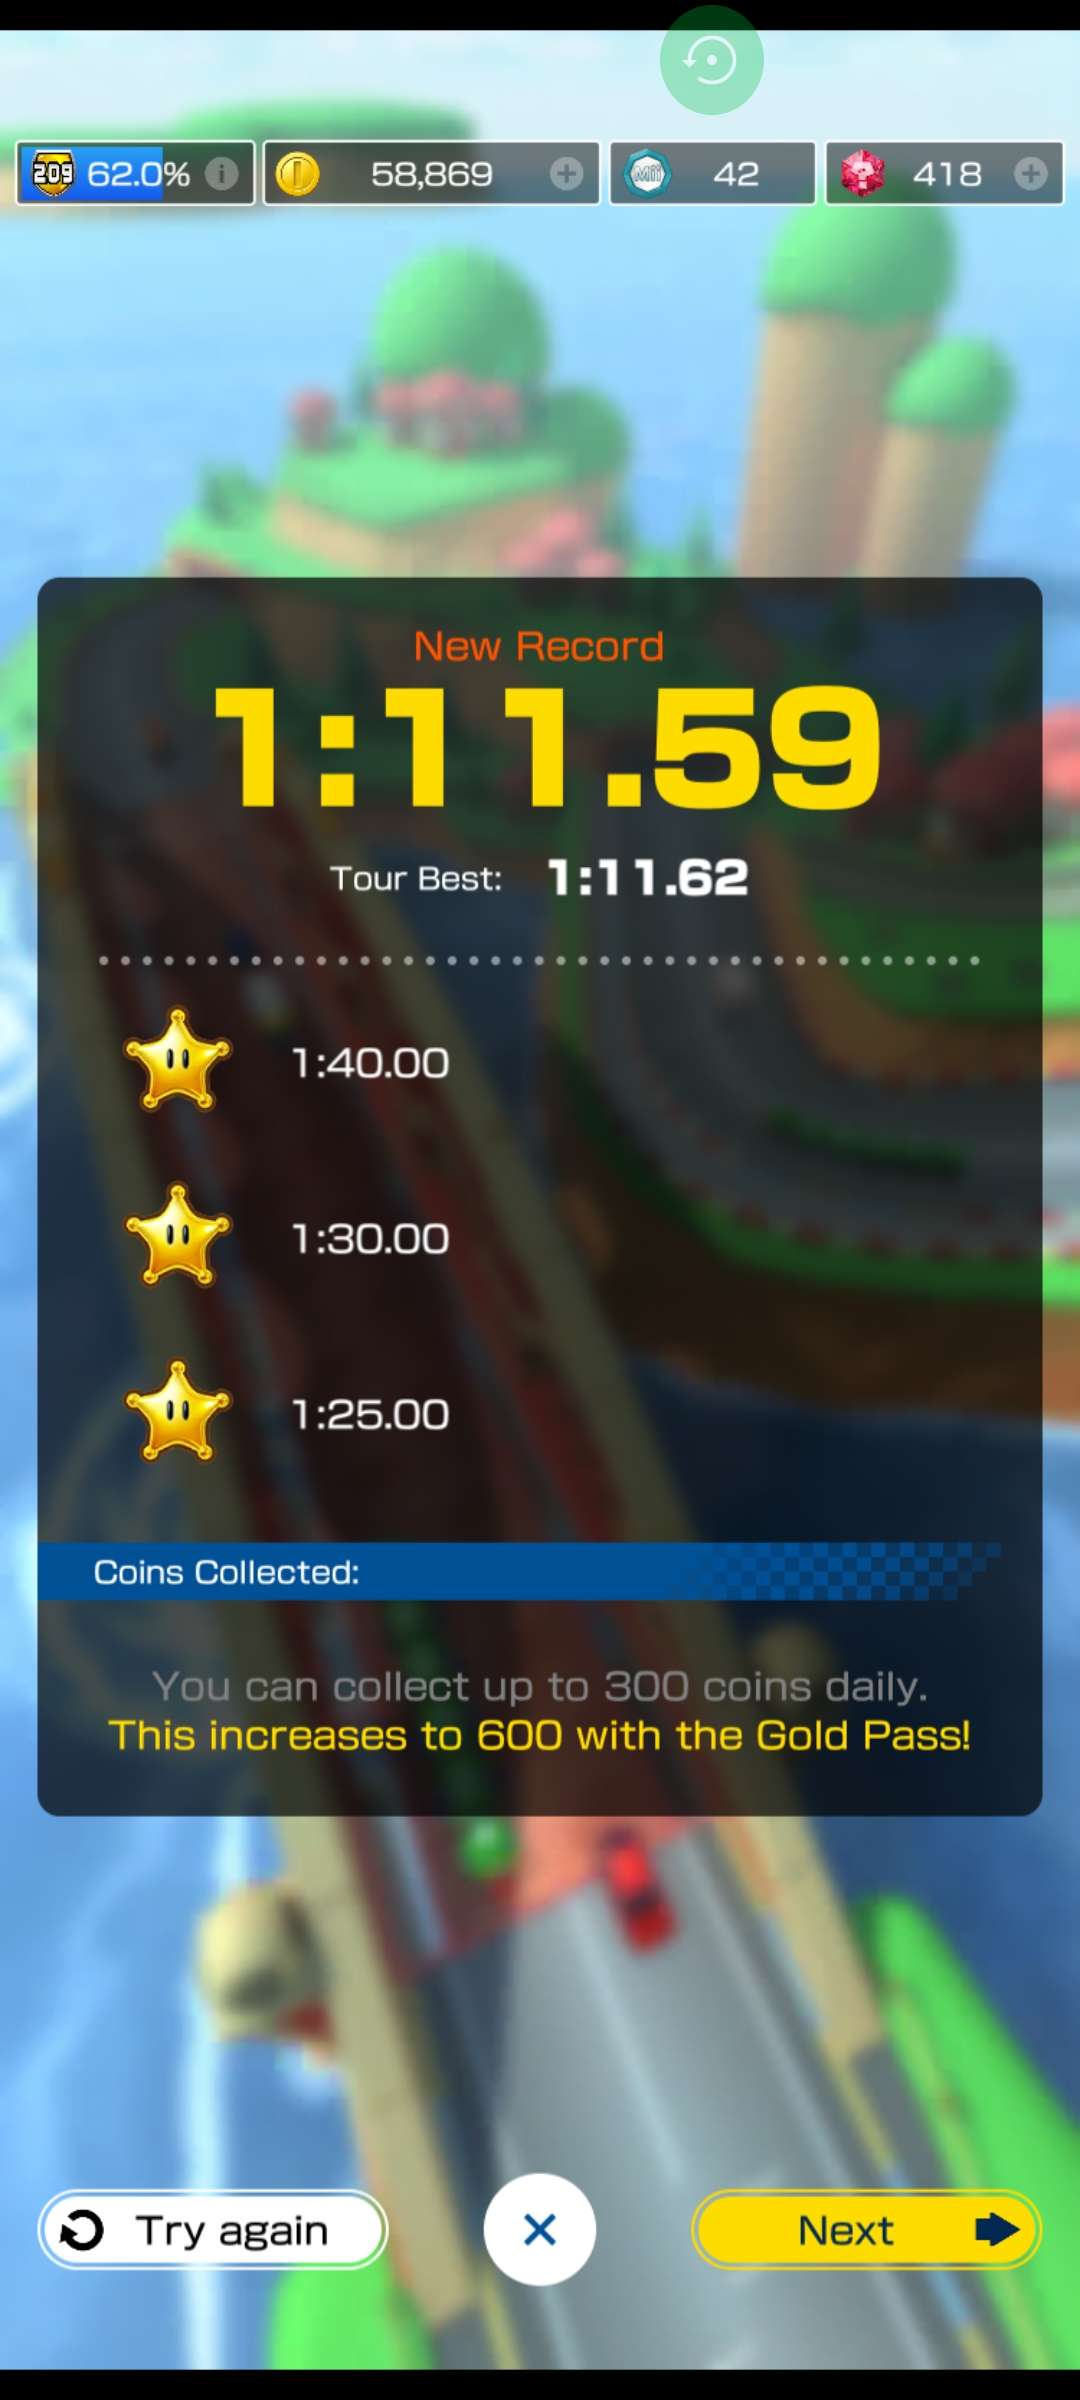 209 62.0% i 58,869 + Mii 42 418 +
New Record
1:11.59
Tour Best: 1:11.62
1:40.00
1:30.00
1:25.00
Coins Collected:
You can collect up to 300 coins daily.
This increases to 600 with the Gold Pass!
Try again × Next